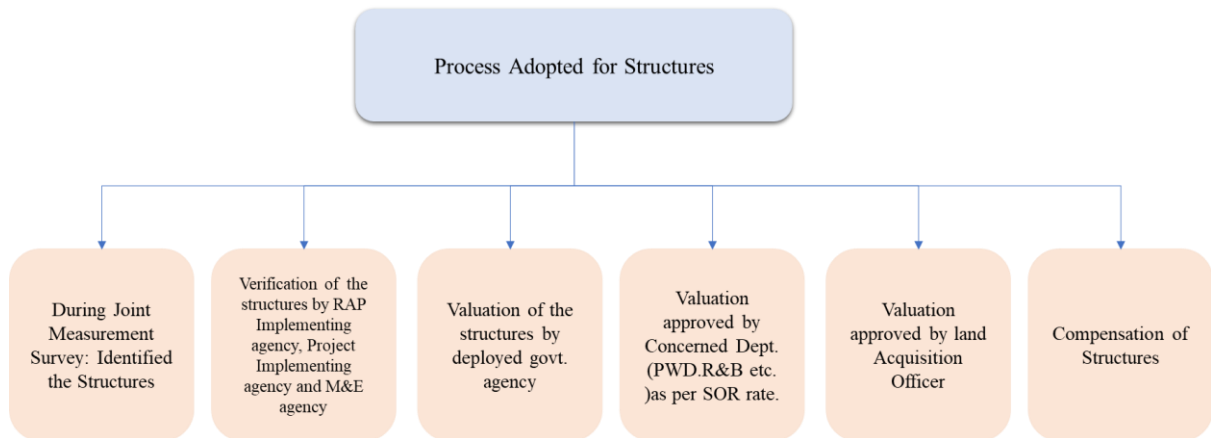 Process Adopted for Structures
During Joint
Measurement
Survey: Identified
the Structures
Verification of the
structures by RAP
Implementing
agency, Project
Implementing
agency and M&E
agency
Valuation of the
structures by
deployed govt.
agency
Valuation
approved by
Concerned Dept.
(PWD.R&B etc.
)as per SOR rate.
Valuation
approved by land
Acquisition
Officer
Compensation of
Structures